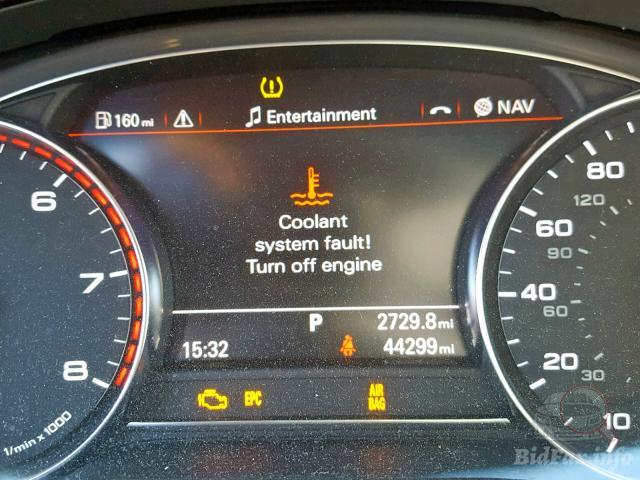 160 mi Entertainment NAV
Coolant
system fault!
Turn off engine
P 2729.8 mi
15:32 44299 mi
EPC AIR
BAG
6
7
8
1/min x 1000
80
120
60
90
40
60
20
30
10
BidFax.info